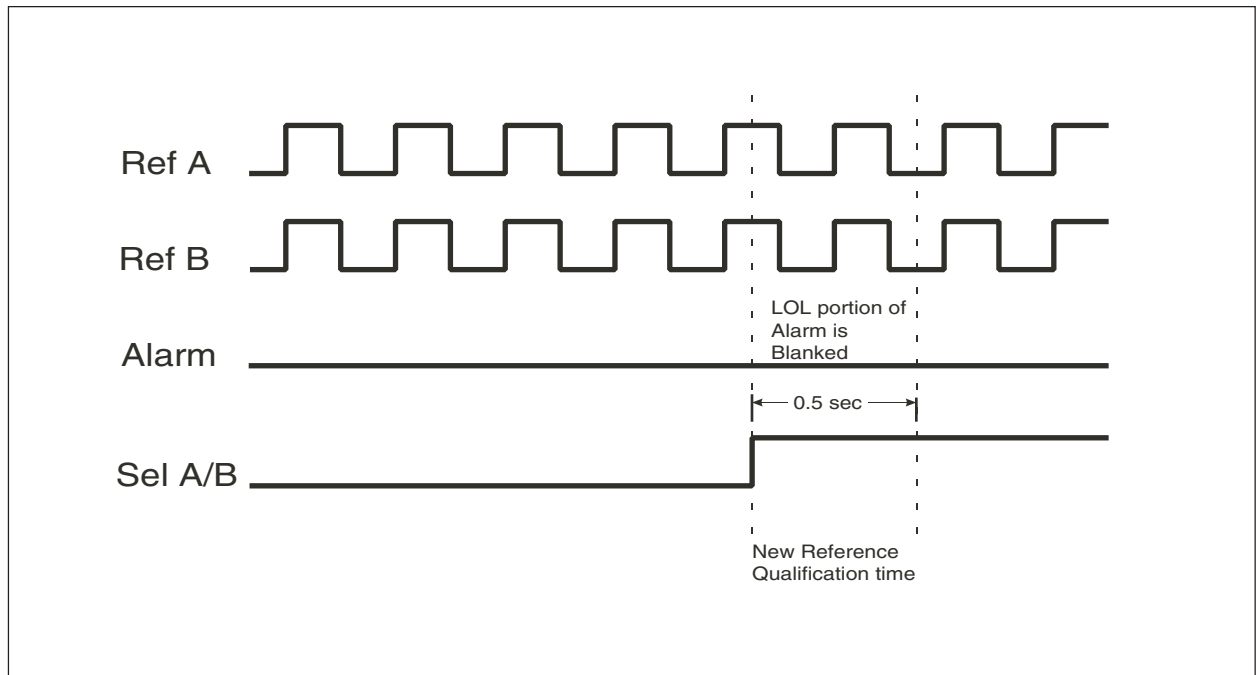 Ref A
Ref B
LOL portion of
Alarm is
Blanked
Alarm
0.5 sec
Sel A/B
New Reference
Qualification time